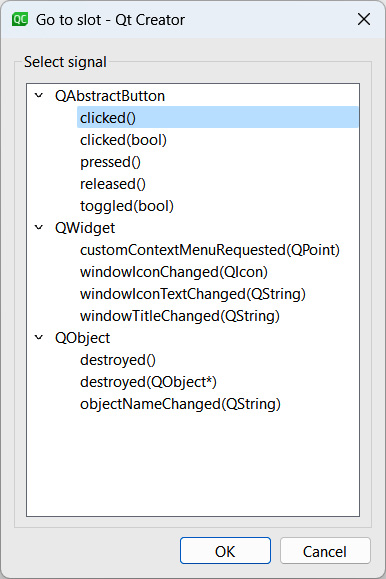 QC Go to slot - Qt Creator
Select signal
QAbstractButton
clicked()
clicked(bool)
pressed()
released()
toggled(bool)
QWidget
customContextMenuRequested(QPoint)
windowIconChanged(QIcon)
windowIconTextChanged(QString)
windowTitleChanged(QString)
QObject
destroyed()
destroyed(QObject*)
objectNameChanged(QString)
OK Cancel